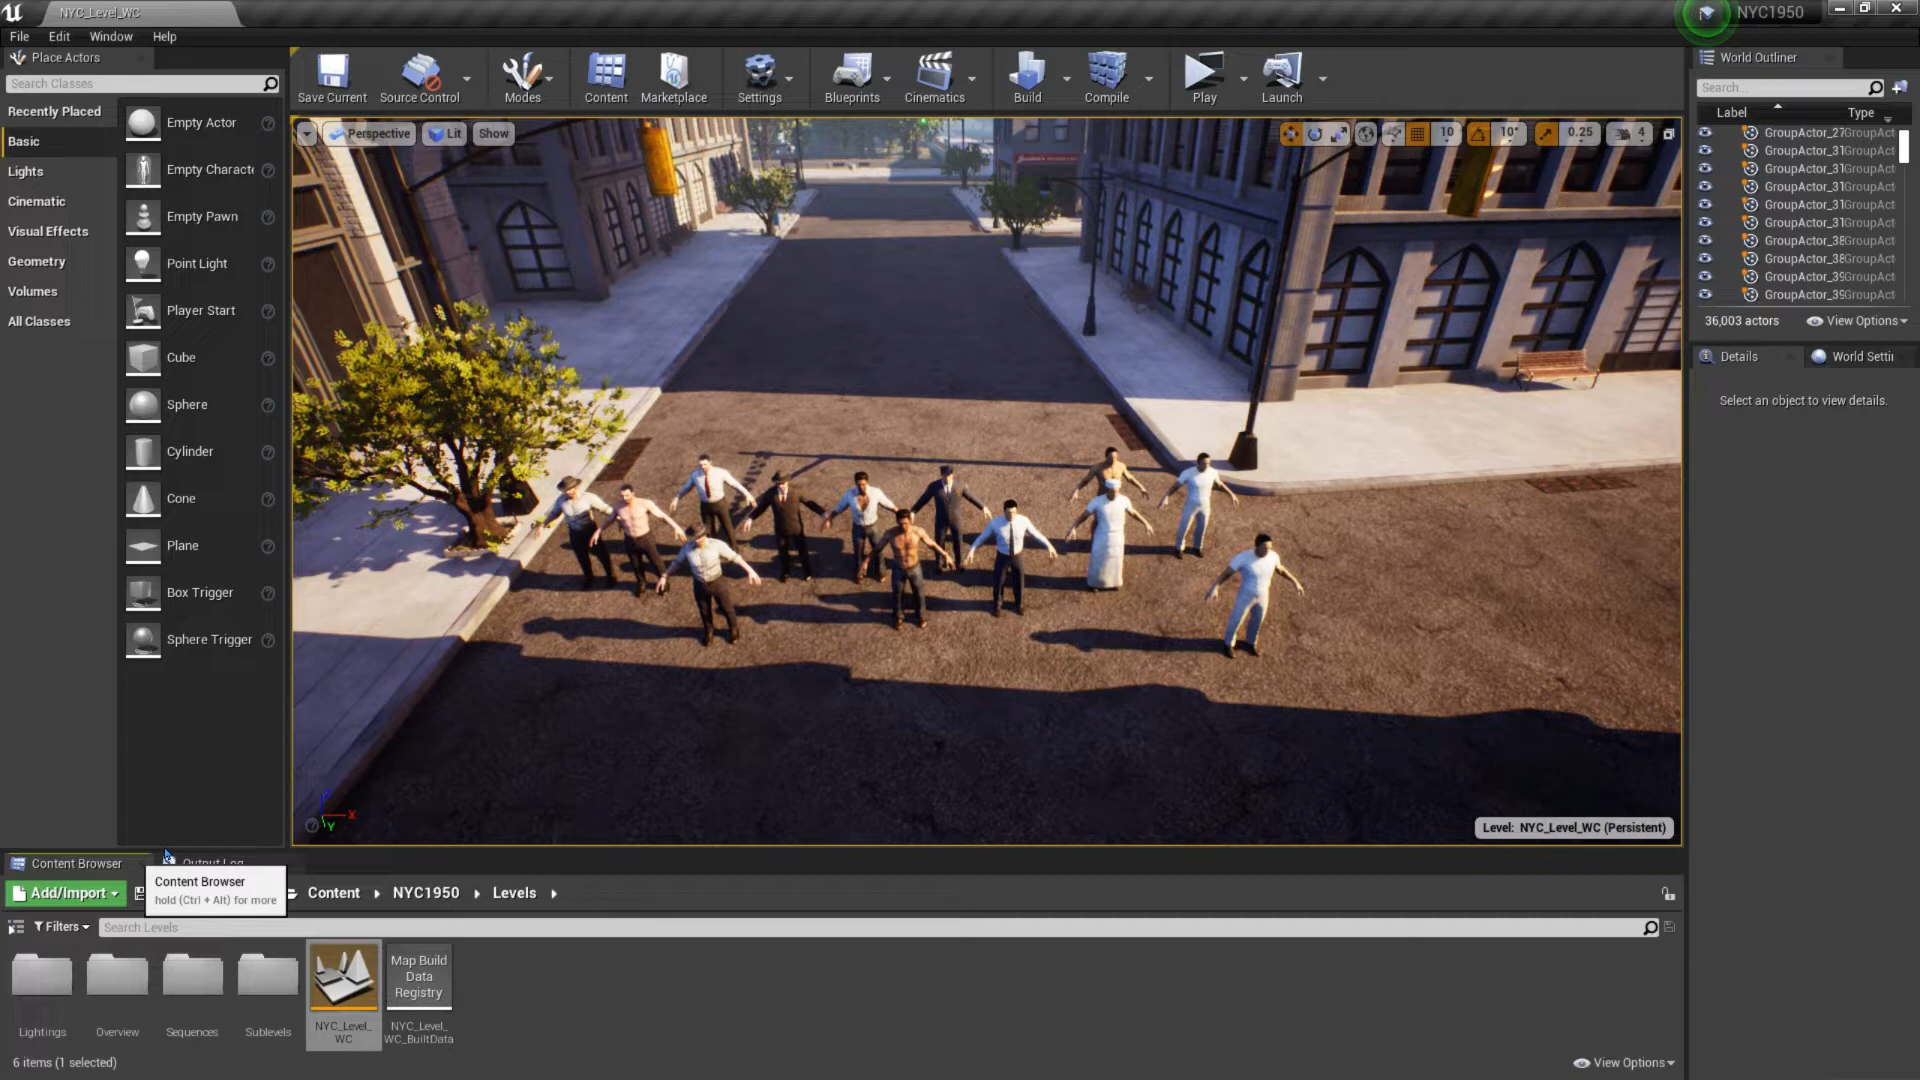 NYC_Level_WC
NYC1950
File Edit Window Help
Place Actors
Search Classes
Recently Placed
Basic
Lights
Cinematic
Visual Effects
Geometry
Volumes
All Classes
Empty Actor
Empty Characte
Empty Pawn
Point Light
Player Start
Cube
Sphere
Cylinder
Cone
Plane
Box Trigger
Sphere Trigger
Save Current Source Control Modes Content Marketplace Settings Blueprints Cinematics Build Compile Play Launch
Perspective Lit Show
10 10° 0.25 4
X
Y
Level: NYC_Level_WC (Persistent)
World Outliner
Search...
Label Type
GroupActor_27GroupAct
GroupActor_31GroupAct
GroupActor_31GroupAct
GroupActor_31GroupAct
GroupActor_31GroupAct
GroupActor_31GroupAct
GroupActor_38GroupAct
GroupActor_38GroupAct
GroupActor_39GroupAct
GroupActor_39GroupAct
36,003 actors View Options
Details World Setti
Select an object to view details.
Content Browser Output Log
Content Browser
hold (Ctrl + Alt) for more
Add/Import Content NYC1950 Levels
Filters Search Levels
Lightings
Overview
Sequences
Sublevels
NYC_Level_
WC
Map Build
Data
Registry
NYC_Level_
WC_BuiltData
6 items (1 selected) View Options